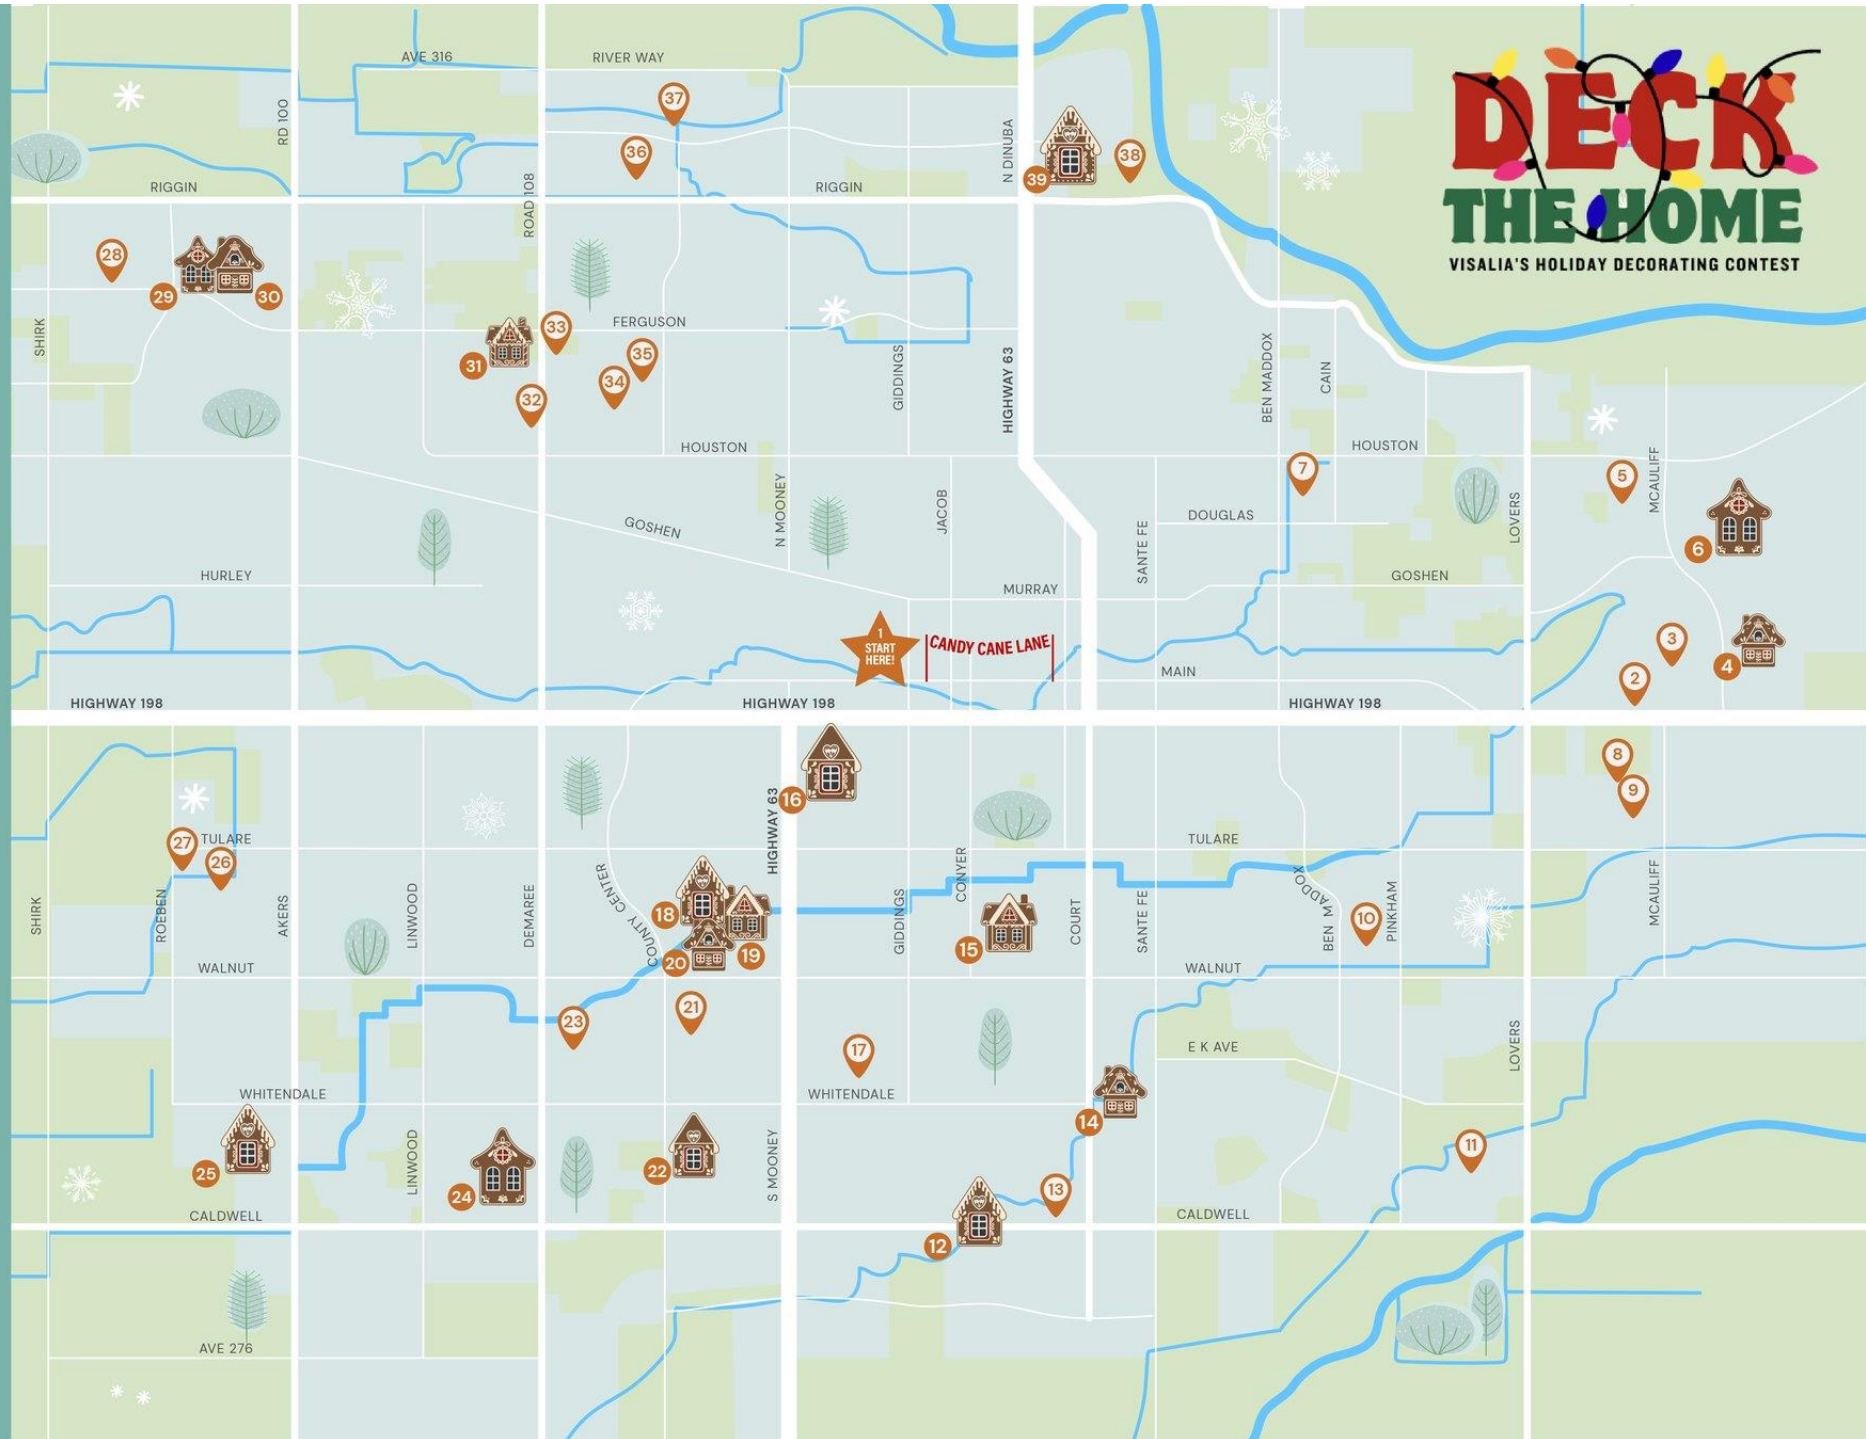 DECK
THE HOME
VISALIA'S HOLIDAY DECORATING CONTEST
AVE 316
RIVER WAY
37
RD 100
N DINUBA
36
38
39
RIGGIN
RIGGIN
ROAD 108
28
29
30
SHIRK
31
33
FERGUSON
35
34
32
GIDDINGS
HIGHWAY 63
BEN MADDOX
CAIN
HOUSTON
HOUSTON
7
5
MCAULIFF
6
GOSHEN
N MOONEY
JACOB
SANTE FE
DOUGLAS
LOVERS
HURLEY
MURRAY
GOSHEN
1
START
HERE!
CANDY CANE LANE
MAIN
3
4
2
HIGHWAY 198
HIGHWAY 198
HIGHWAY 198
16
HIGHWAY 63
8
9
27
TULARE
26
TULARE
SHIRK
ROEBEN
AKERS
LINWOOD
DEMAREE
COUNTY CENTER
18
19
20
GIDDINGS
CONYER
15
COURT
SANTE FE
BEN MADDOX
10
PINKHAM
MCAULIFF
WALNUT
WALNUT
21
23
17
E K AVE
LOVERS
WHITENDALE
WHITENDALE
14
25
LINWOOD
24
22
S MOONEY
13
11
12
CALDWELL
CALDWELL
AVE 276